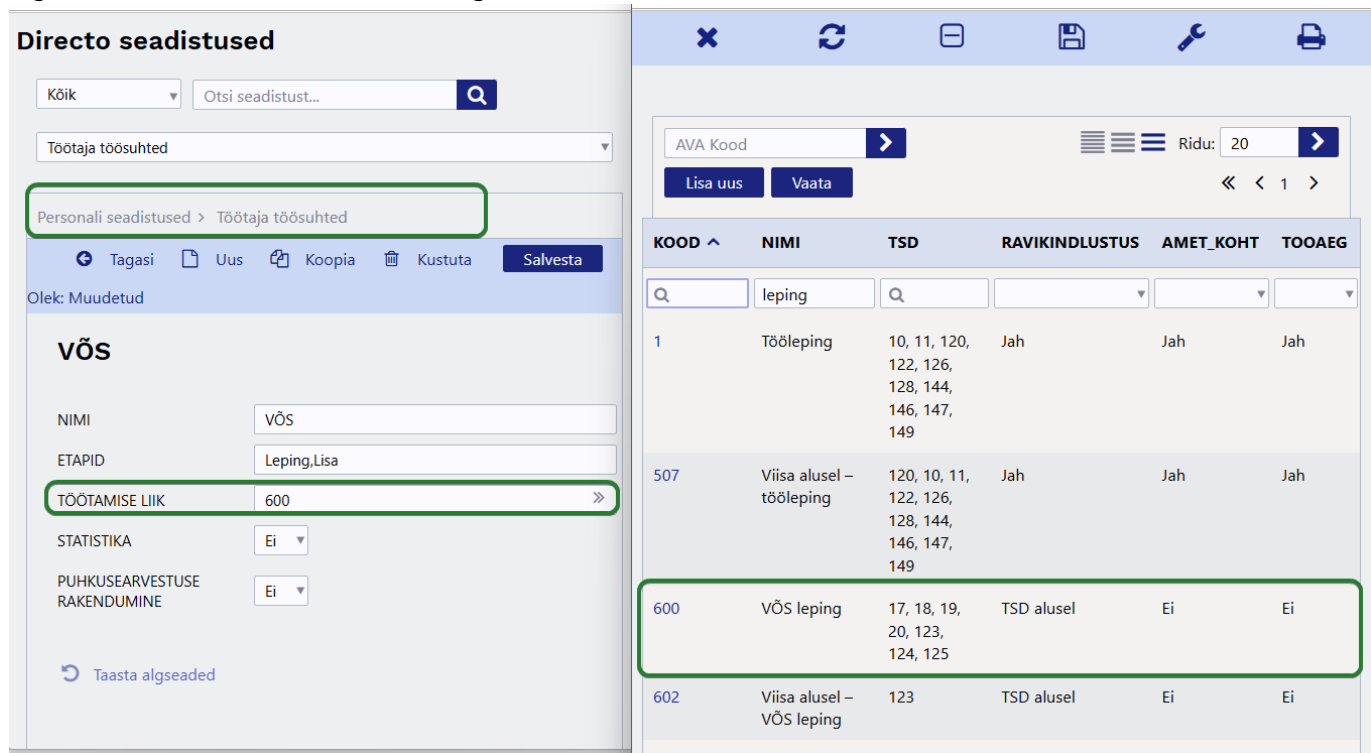 Directo seadistused
Kõik
Otsi seadistust...
Töötaja töösuhted
Personali seadistused > Töötaja töösuhted
Tagasi Uus Koopia Kustuta Salvesta
Olek: Muudetud
VÕS
NIMI VÕS
ETAPID Leping,Lisa
TÖÖTAMISE LIIK 600 »
STATISTIKA Ei
PUHKUSEARVESTUSE
RAKENDUMINE Ei
Taasta algseaded
AVA Kood Ridu: 20
Lisa uus Vaata « < 1 >
KOOD NIMI TSD RAVIKINDLUSTUS AMET_KOHT TOOAEG
leping
1 Tööleping 10, 11, 120, Jah Jah Jah
122, 126,
128, 144,
146, 147,
149
507 Viisa alusel – 120, 10, 11, Jah Jah Jah
tööleping 122, 126,
128, 144,
146, 147,
149
600 VÕS leping 17, 18, 19, TSD alusel Ei Ei
20, 123,
124, 125
602 Viisa alusel – 123 TSD alusel Ei Ei
VÕS leping